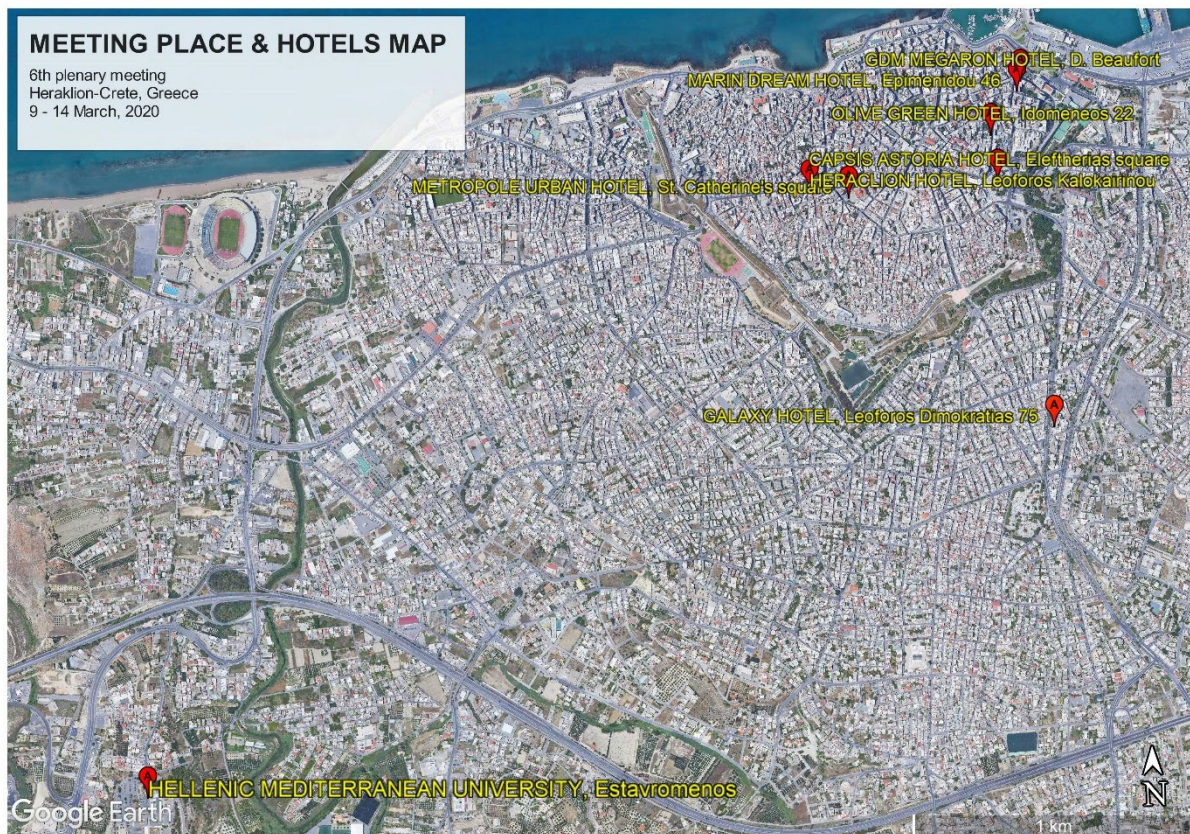 MEETING PLACE & HOTELS MAP
6th plenary meeting
Heraklion-Crete, Greece
9 - 14 March, 2020
GDM MEGARON HOTEL, D. Beaufort
MARIN DREAM HOTEL, Epimenidou 46
OLIVE GREEN HOTEL, Idomeneos 22
CAPSIS ASTORIA HOTEL, Eleftherias square
METROPOLE URBAN HOTEL, St. Catherine's square
HERACLION HOTEL, Leoforos Kalokairinou
GALAXY HOTEL, Leoforos Dimokratias 75
A
A
HELLENIC MEDITERRANEAN UNIVERSITY, Estavromenos
Google Earth
N
1 km